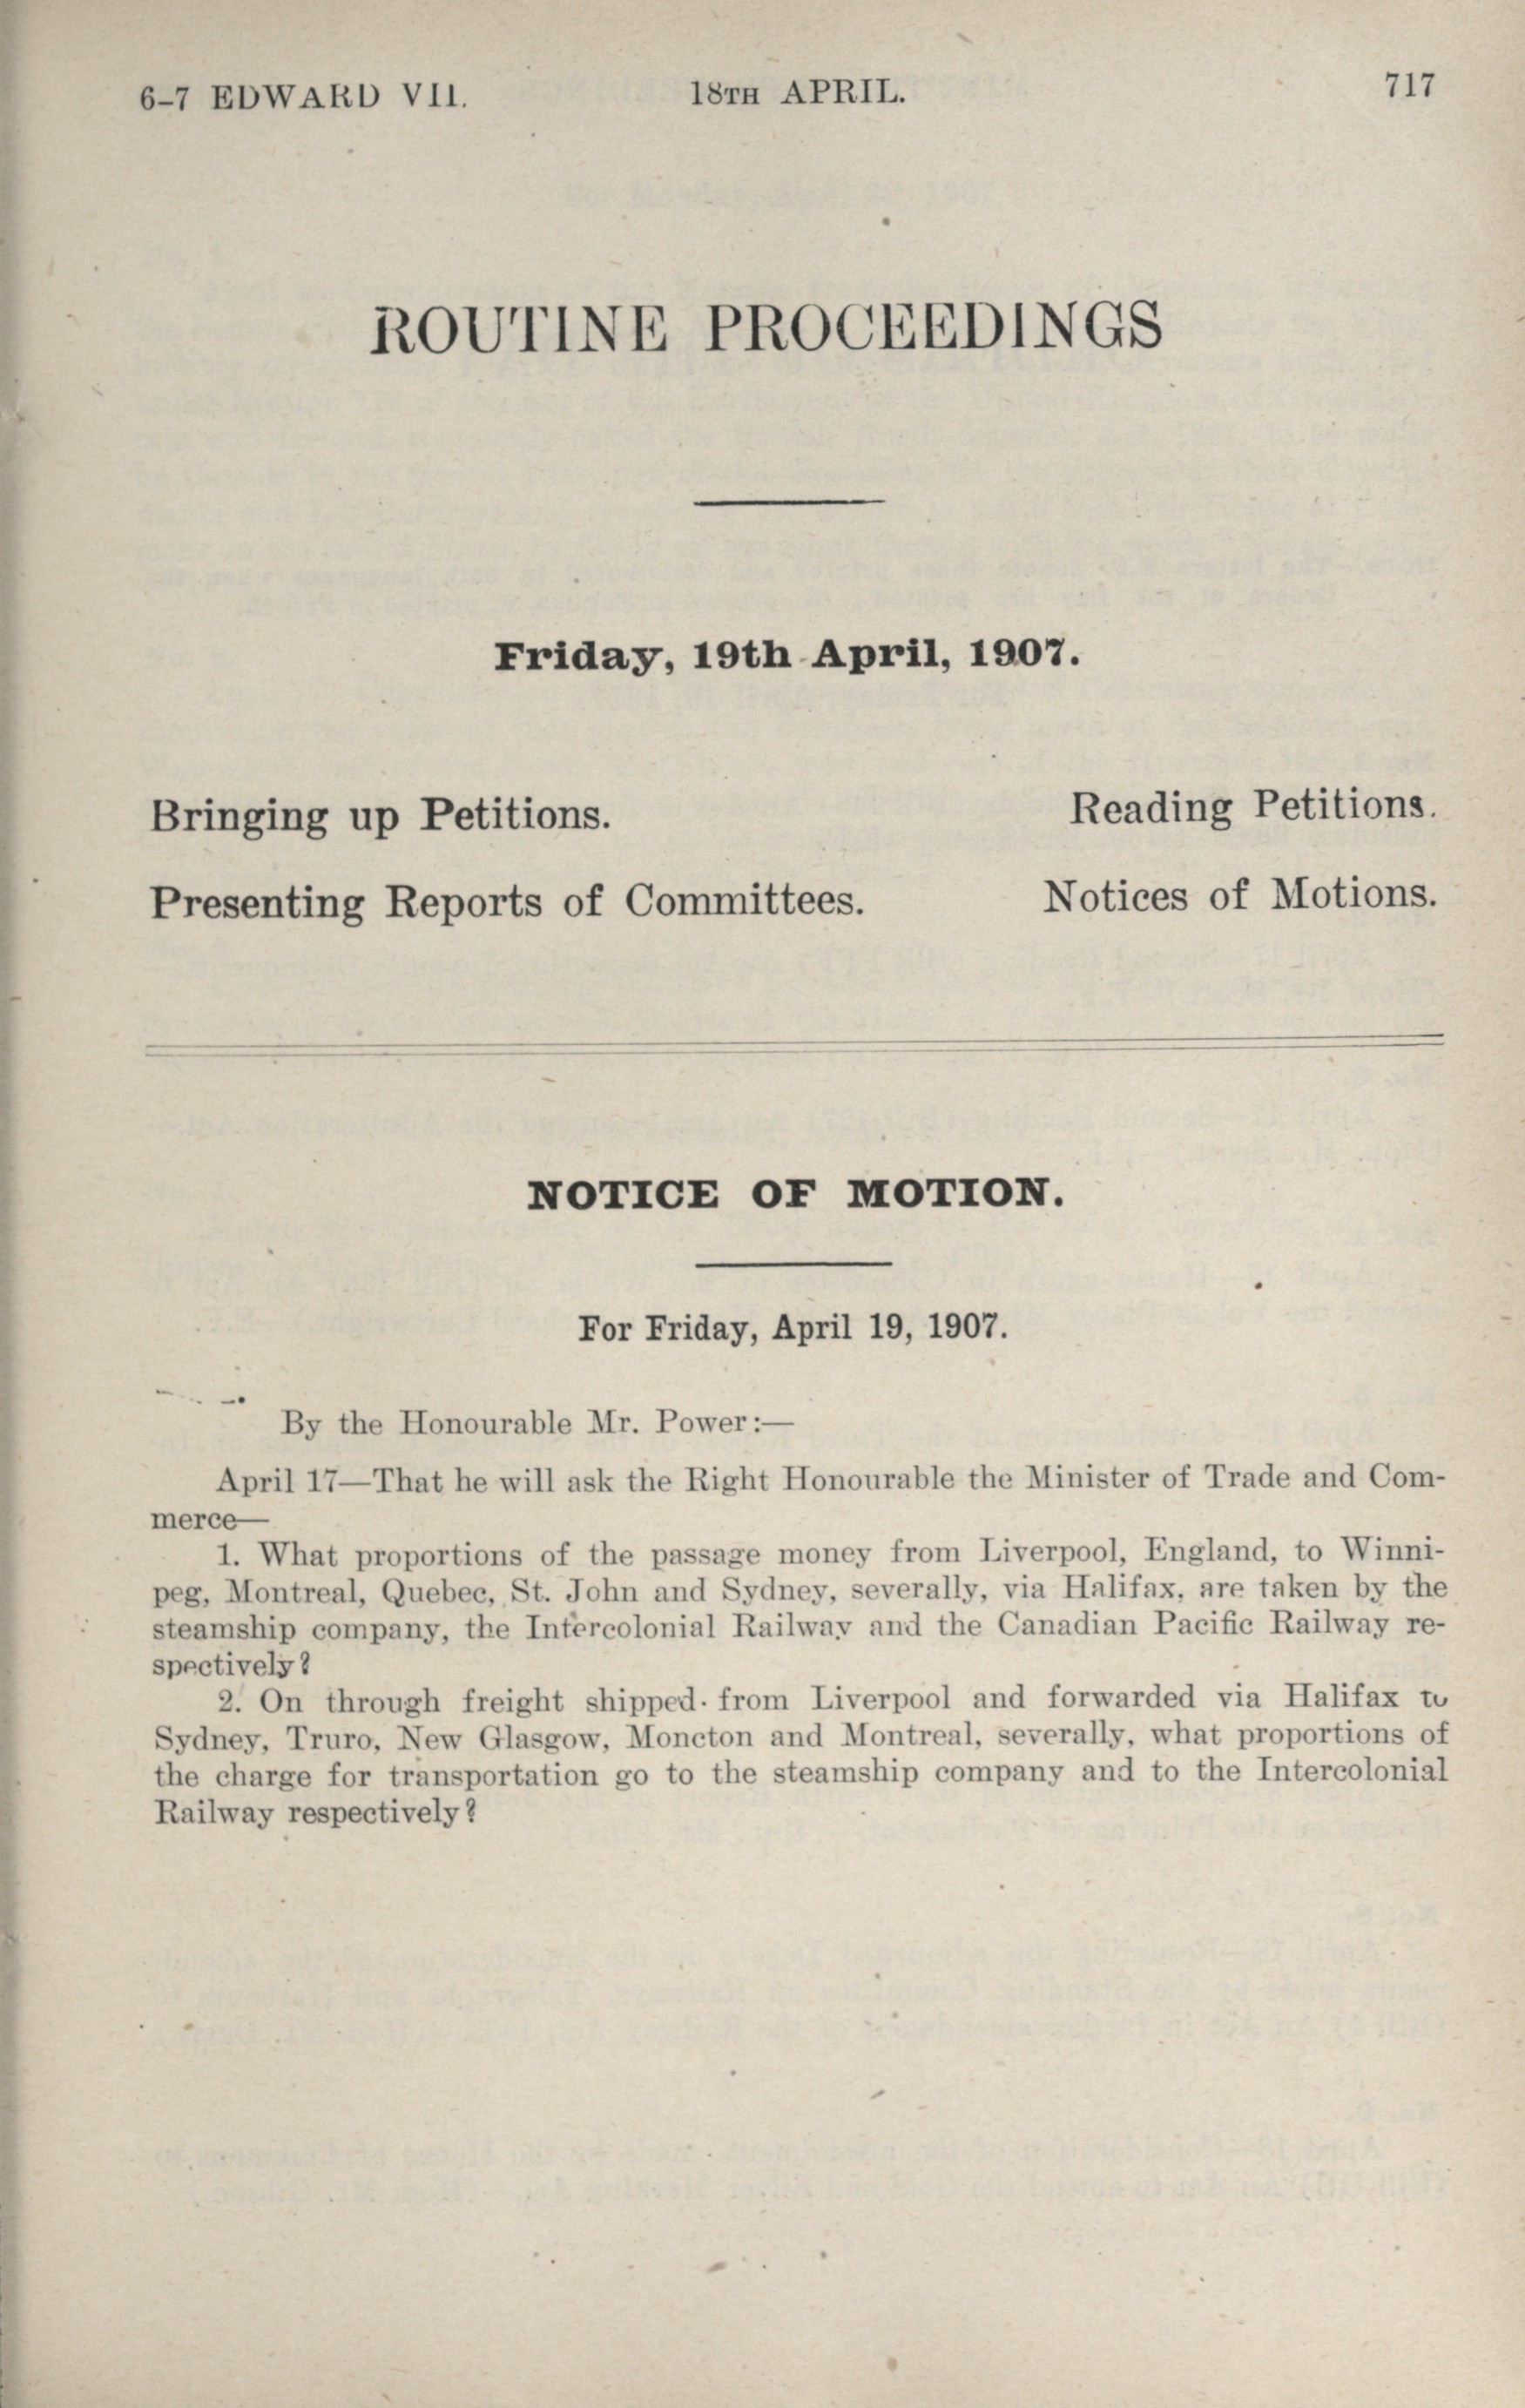 6-7 EDWARD VII. 18TH APRIL. 717
ROUTINE PROCEEDINGS
Friday, 19th April, 1907.
Bringing up Petitions. Reading Petitions.
Presenting Reports of Committees. Notices of Motions.
NOTICE OF MOTION.
For Friday, April 19, 1907.
By the Honourable Mr. Power:—
April 17—That he will ask the Right Honourable the Minister of Trade and Com-
merce—
1. What proportions of the passage money from Liverpool, England, to Winni-
peg, Montreal, Quebec, St. John and Sydney, severally, via Halifax, are taken by the
steamship company, the Intercolonial Railway and the Canadian Pacific Railway re-
spectively?
2. On through freight shipped from Liverpool and forwarded via Halifax to
Sydney, Truro, New Glasgow, Moncton and Montreal, severally, what proportions of
the charge for transportation go to the steamship company and to the Intercolonial
Railway respectively?